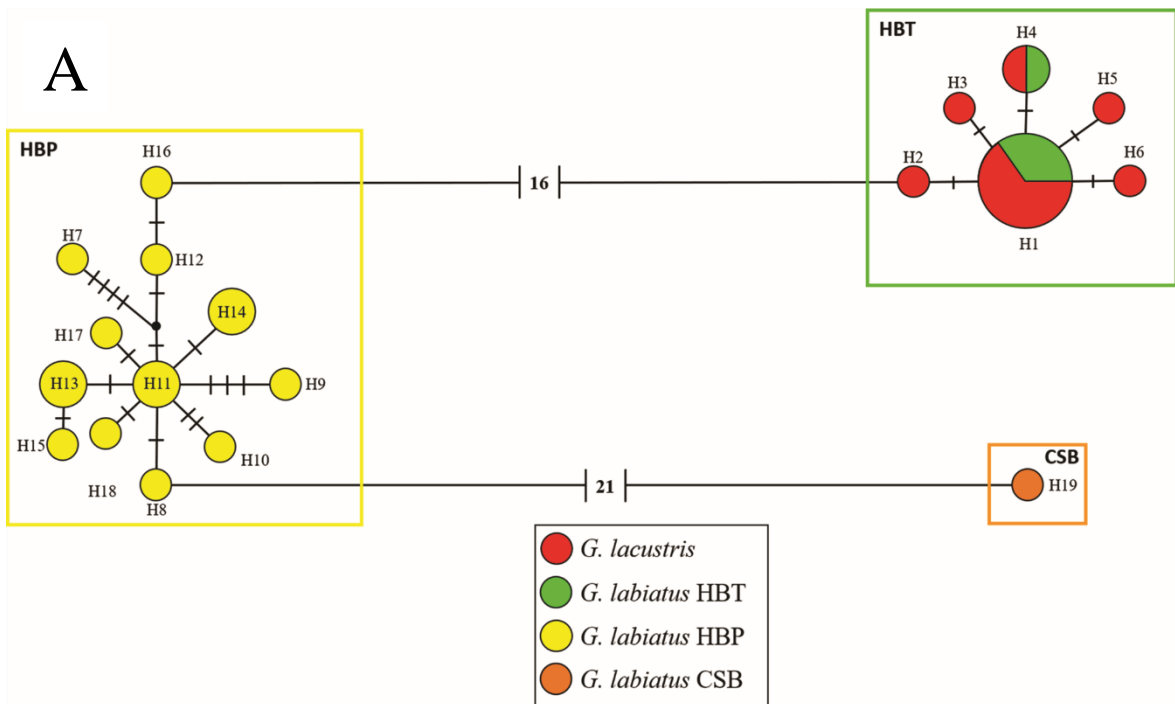 A
HBT
H4
H3
H5
H2
H6
H1
HBP
H16
16
H7
H12
H14
H17
H13
H11
H9
H15
H10
H18
H8
21
CSB
H19
G. lacustris
G. labiatus HBT
G. labiatus HBP
G. labiatus CSB